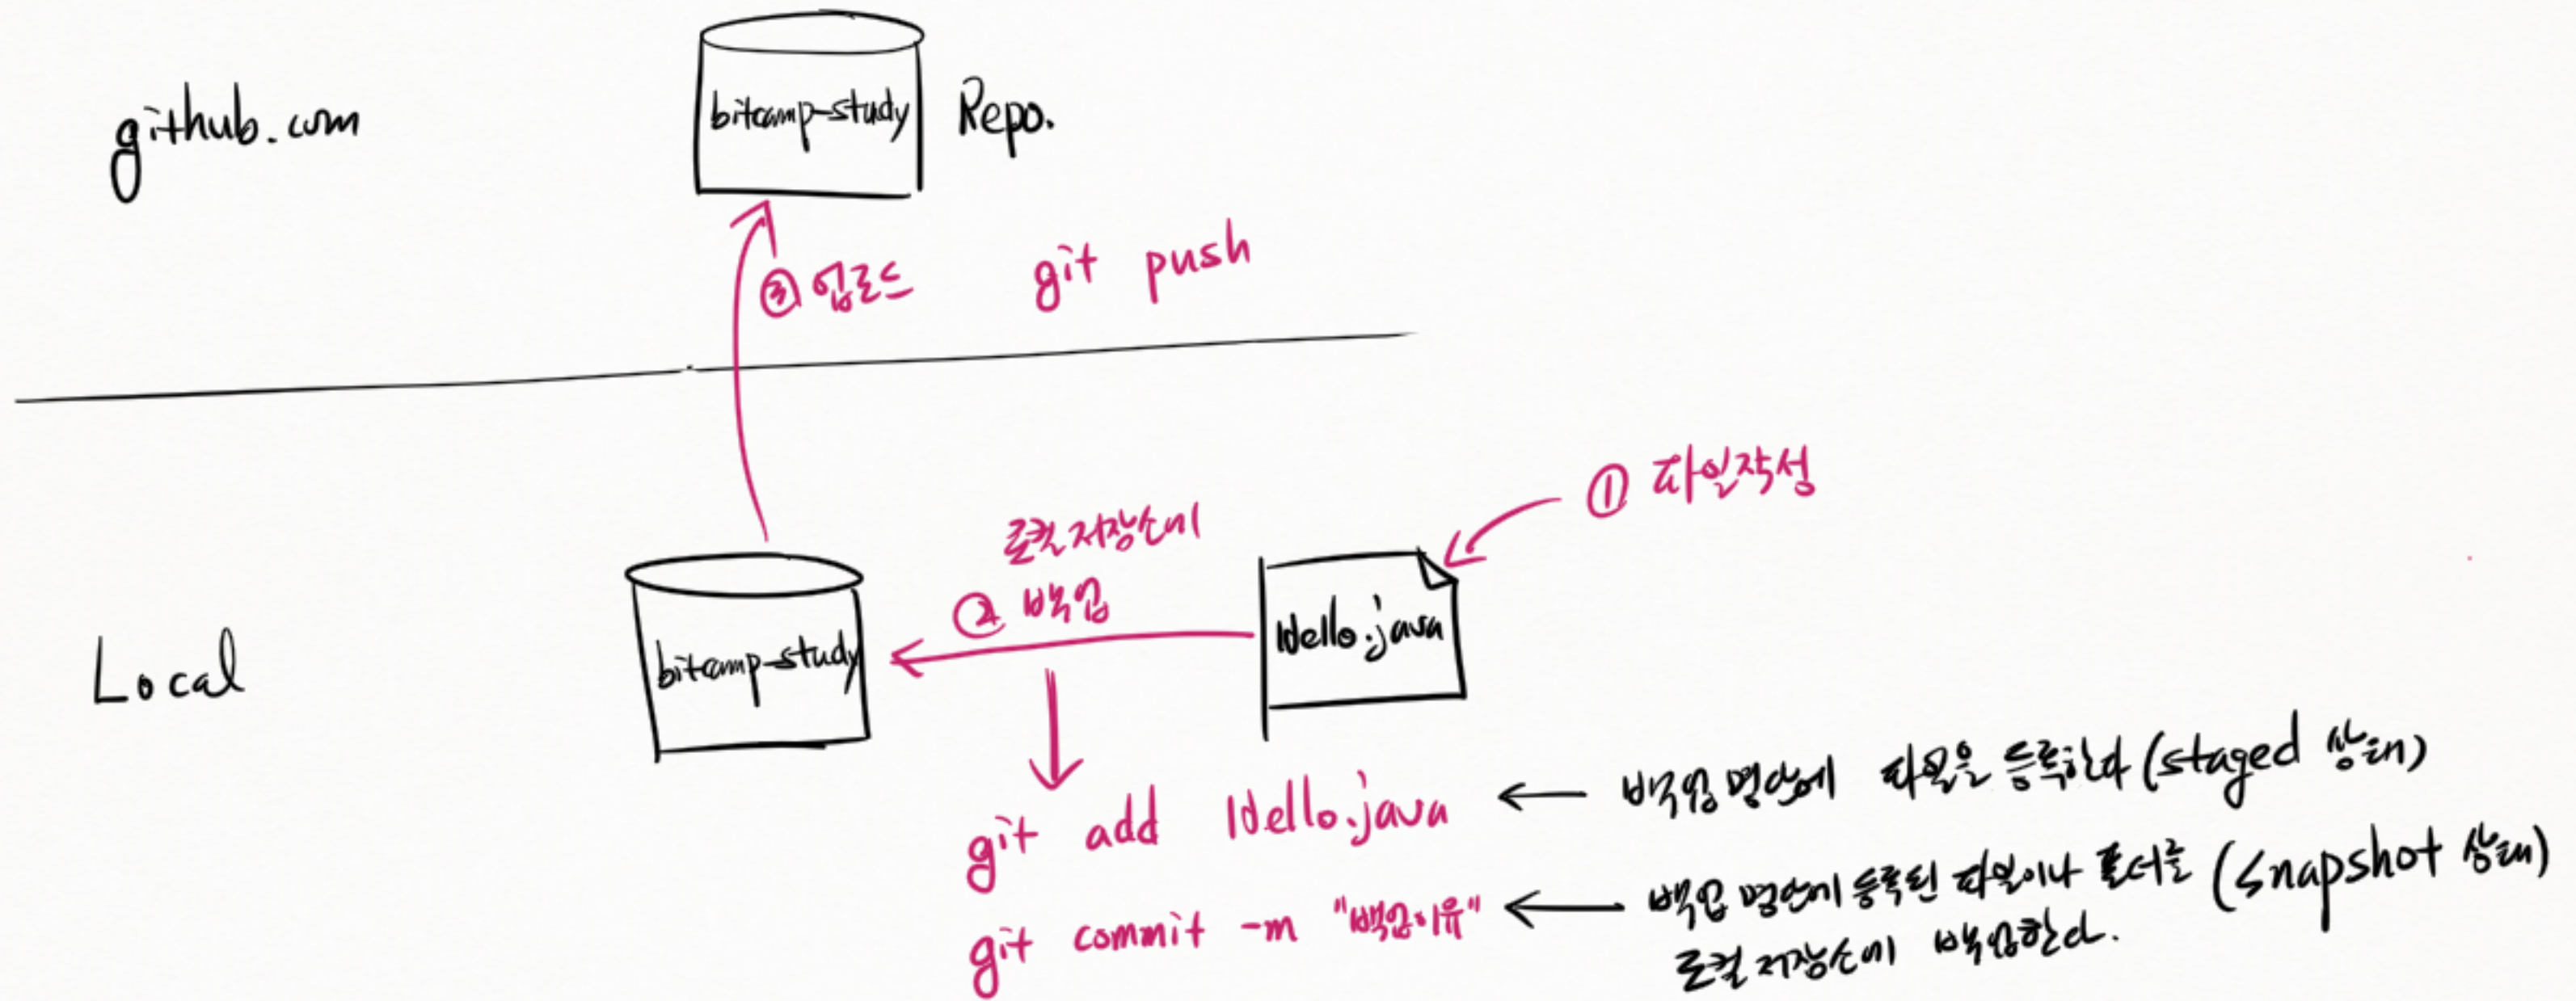 github.com
bitcamp-study
Repo.
③ 업로드
git push
① 파일작성
로컬 저장소에
② 백업
Local
bitcamp-study
Hello.java
git add Hello.java
백업 명단에 파일을 등록한다 (staged 상태)
git commit -m "백업이유"
백업 명단에 등록된 파일이나 폴더를 (snapshot 상태)
로컬 저장소에 백업한다.